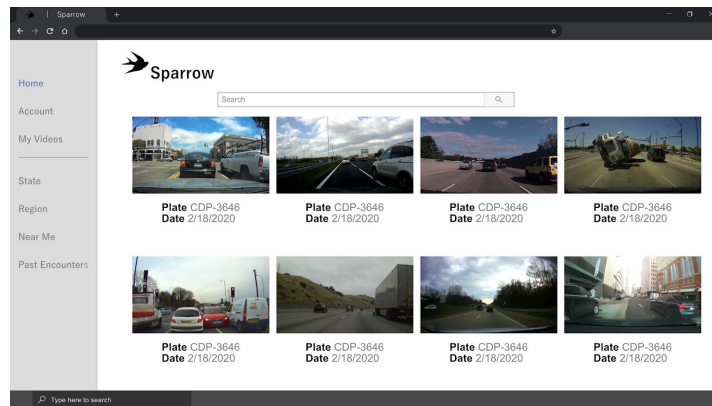 Sparrow
Sparrow
Search
Home
Account
My Videos
State
Region
Near Me
Past Encounters
Plate CDP-3646
Date 2/18/2020
Plate CDP-3646
Date 2/18/2020
Plate CDP-3646
Date 2/18/2020
Plate CDP-3646
Date 2/18/2020
Plate CDP-3646
Date 2/18/2020
Plate CDP-3646
Date 2/18/2020
Plate CDP-3646
Date 2/18/2020
Plate CDP-3646
Date 2/18/2020
Type here to search